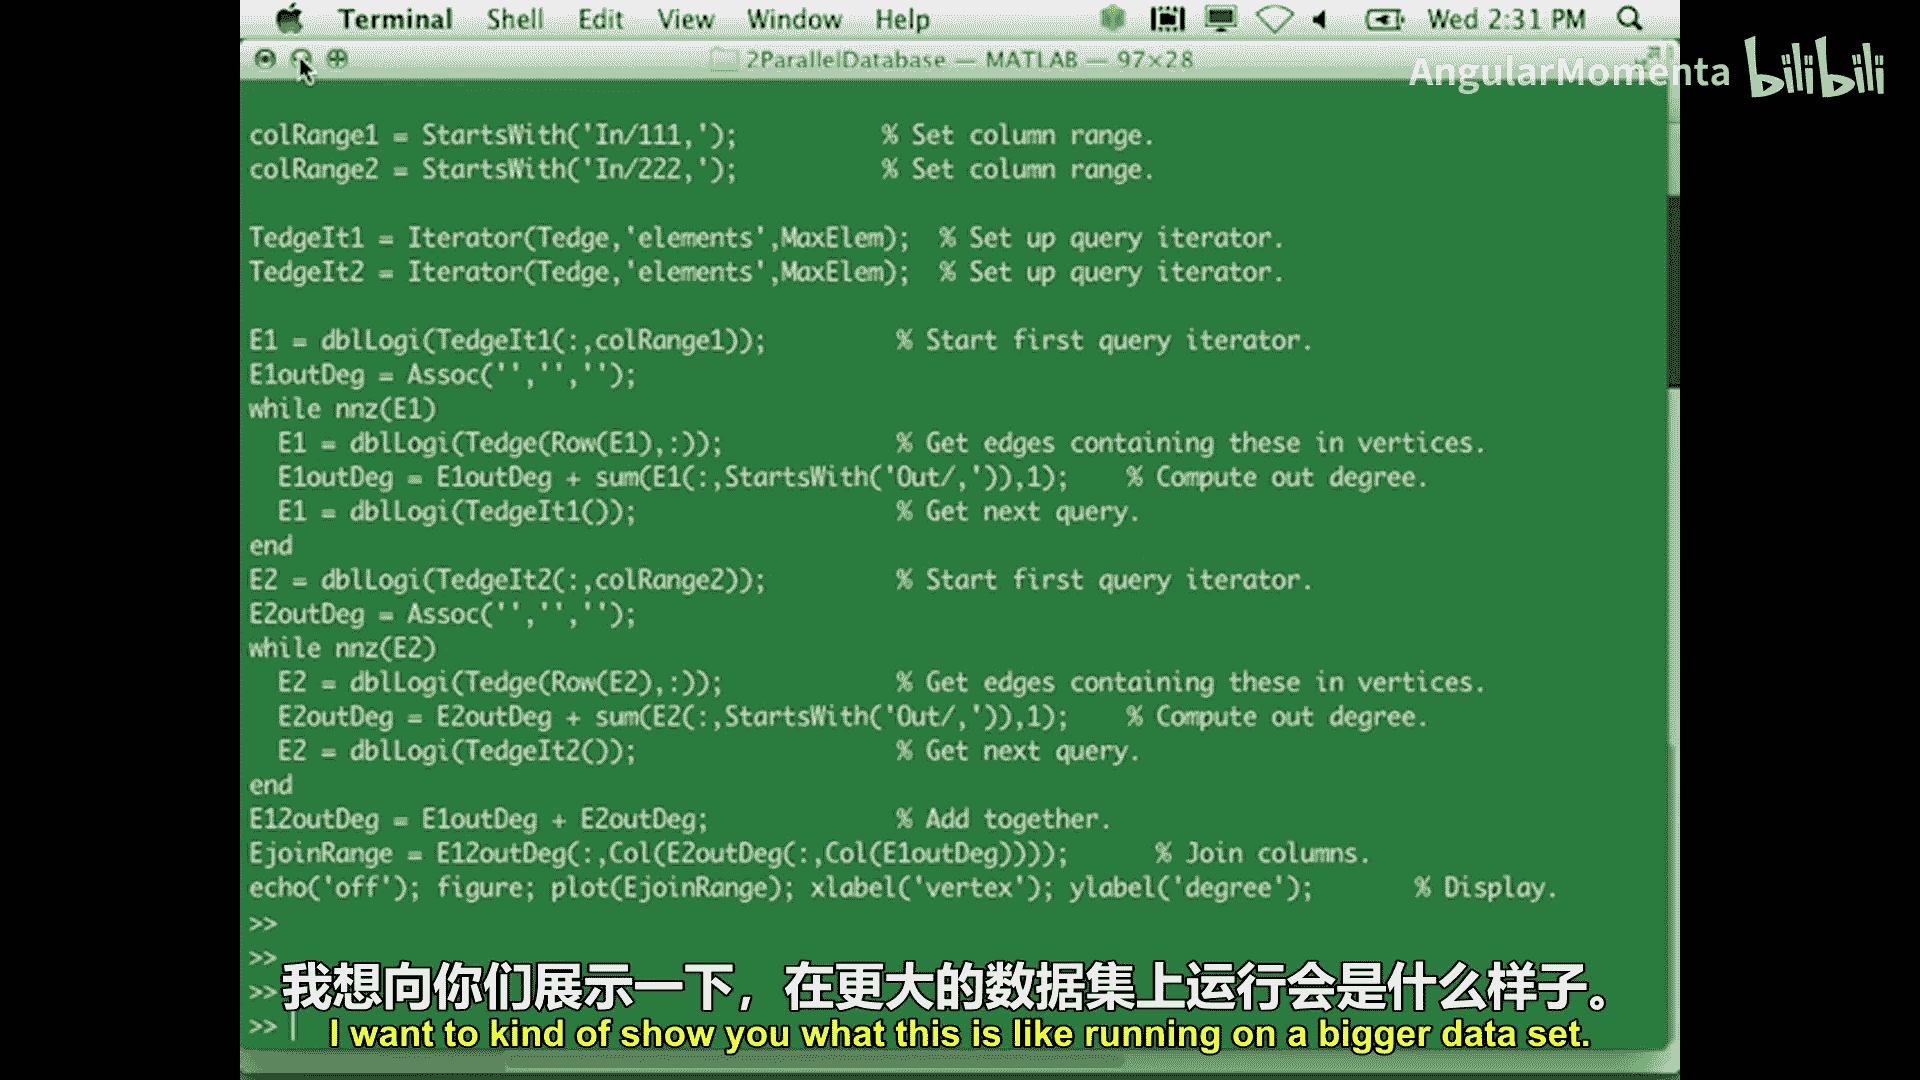 Terminal Shell Edit View Window Help Wed 2:31 PM
2ParallelDatabase — MATLAB — 97×28
AngularMomenta bilibili
colRange1 = StartsWith('In/111,'); % Set column range.
colRange2 = StartsWith('In/222,'); % Set column range.
TedgeIt1 = Iterator(Tedge,'elements',MaxElem); % Set up query iterator.
TedgeIt2 = Iterator(Tedge,'elements',MaxElem); % Set up query iterator.
E1 = dblLogi(TedgeIt1(:,colRange1)); % Start first query iterator.
E1outDeg = Assoc('','','');
while nnz(E1)
E1 = dblLogi(Tedge(Row(E1),:)); % Get edges containing these in vertices.
E1outDeg = E1outDeg + sum(E1(:,StartsWith('Out/,')),1); % Compute out degree.
E1 = dblLogi(TedgeIt1()); % Get next query.
end
E2 = dblLogi(TedgeIt2(:,colRange2)); % Start first query iterator.
E2outDeg = Assoc('','','');
while nnz(E2)
E2 = dblLogi(Tedge(Row(E2),:)); % Get edges containing these in vertices.
E2outDeg = E2outDeg + sum(E2(:,StartsWith('Out/,')),1); % Compute out degree.
E2 = dblLogi(TedgeIt2()); % Get next query.
end
E12outDeg = E1outDeg + E2outDeg; % Add together.
EjoinRange = E12outDeg(:,Col(E2outDeg(:,Col(E1outDeg)))); % Join columns.
echo('off'); figure; plot(EjoinRange); xlabel('vertex'); ylabel('degree'); % Display.
>>
>>
>>
>>
我想向你们展示一下，在更大的数据集上运行会是什么样子。
I want to kind of show you what this is like running on a bigger data set.